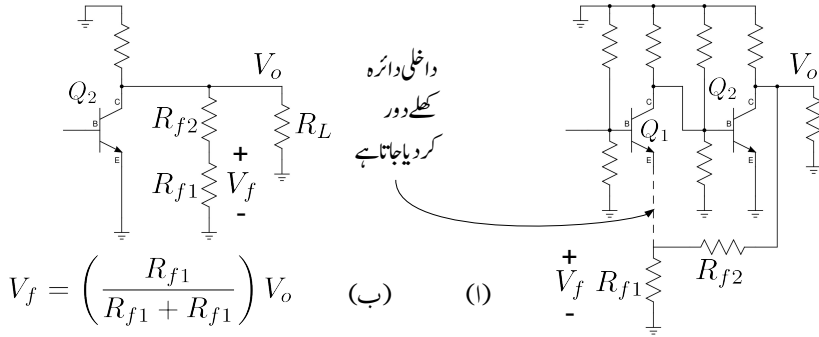 V_o
Q_2
C
B
E
R_{f2}
R_L
R_{f1}
+
V_f
-
V_f = \left( \frac{R_{f1}}{R_{f1} + R_{f1}} \right) V_o
(ب)
داخلی دائرہ
کھلے دور
کر دیا جاتا ہے
V_o
C
Q_2
B
E
C
B
Q_1
E
R_{f2}
+
V_f R_{f1}
-
(ا)